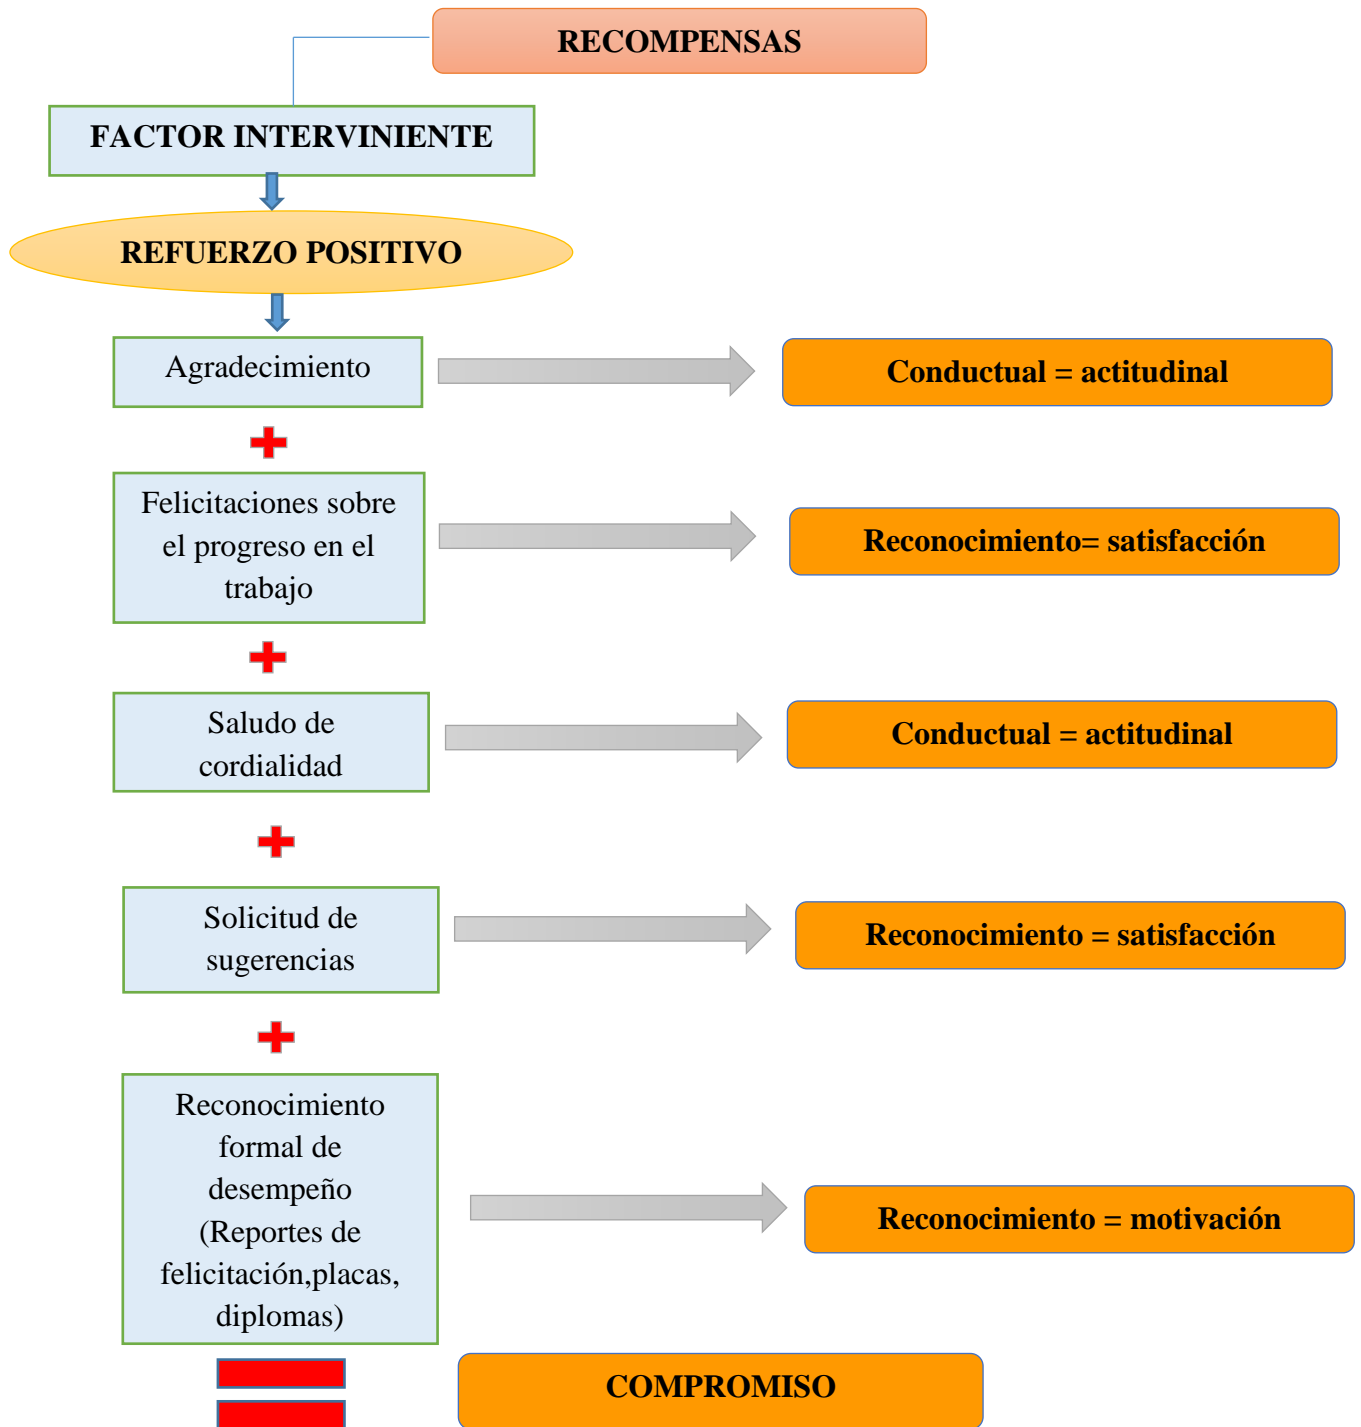 RECOMPENSAS
FACTOR INTERVINIENTE
REFUERZO POSITIVO
Agradecimiento
Conductual = actitudinal
Felicitaciones sobre
el progreso en el
trabajo
Reconocimiento= satisfacción
Saludo de
cordialidad
Conductual = actitudinal
Solicitud de
sugerencias
Reconocimiento = satisfacción
Reconocimiento
formal de
desempeño
(Reportes de
felicitación,placas,
diplomas)
Reconocimiento = motivación
COMPROMISO